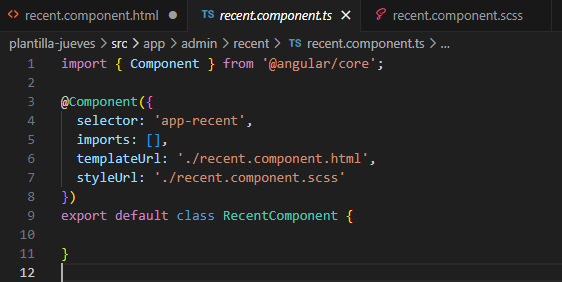 <> recent.component.html ● TS recent.component.ts × recent.component.scss
plantilla-jueves > src > app > admin > recent > TS recent.component.ts > ...
1 import { Component } from '@angular/core';
2
3 @Component({
4 selector: 'app-recent',
5 imports: [],
6 templateUrl: './recent.component.html',
7 styleUrl: './recent.component.scss'
8 })
9 export default class RecentComponent {
10
11 }
12